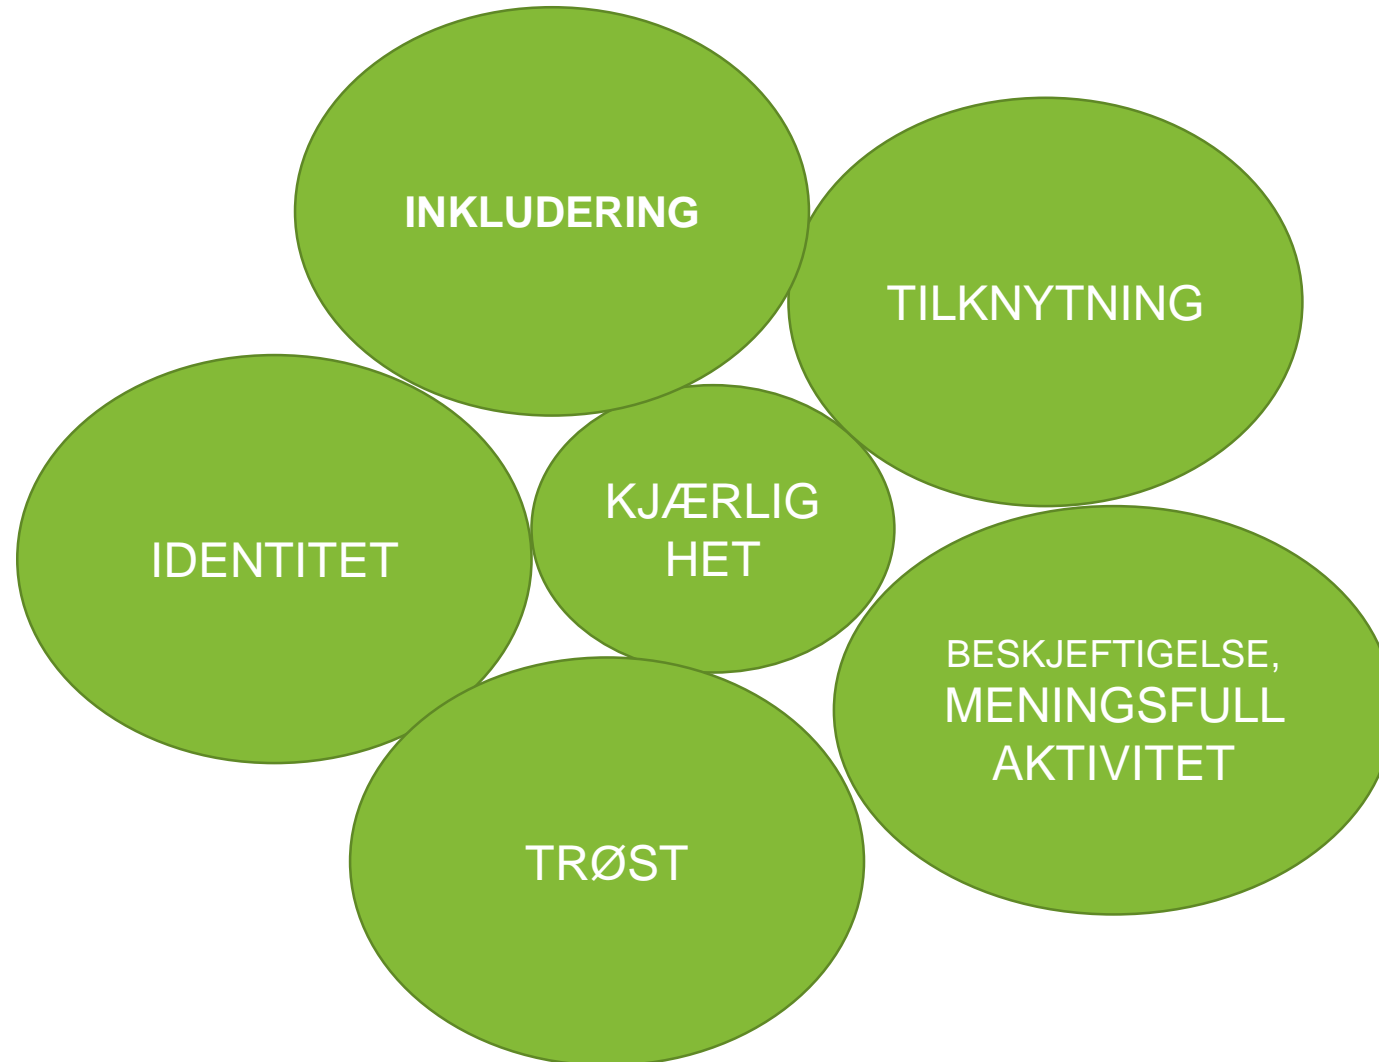 INKLUDERING
TILKNYTNING
KJÆRLIG
HET
IDENTITET
BESKJEFTIGELSE,
MENINGSFULL
AKTIVITET
TRØST